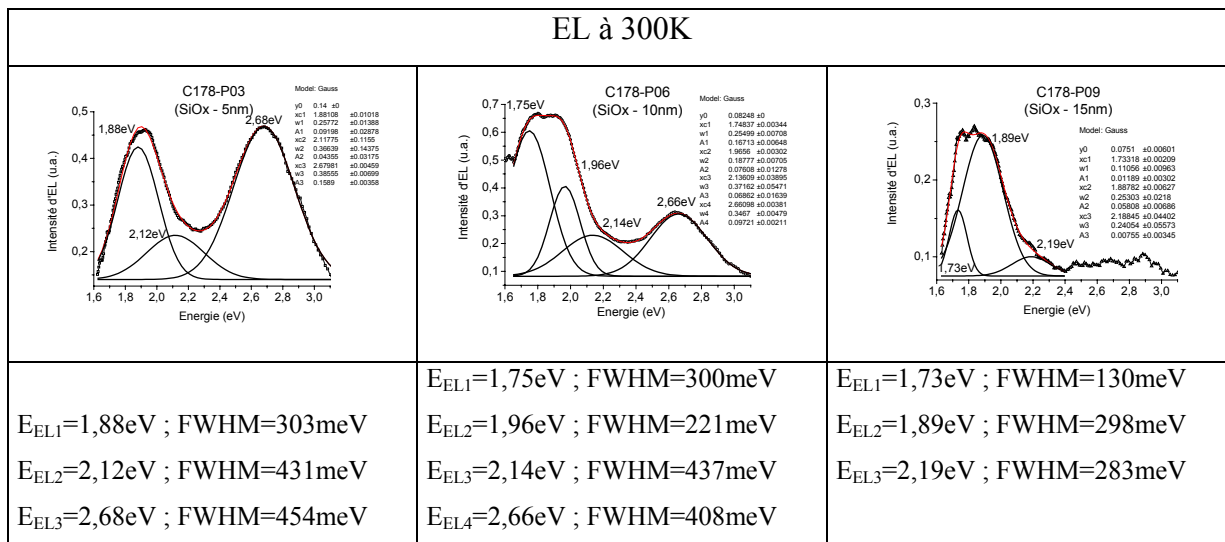 EL à 300K
C178-P03
(SiOx - 5nm)
Model: Gauss
y0 0.14 ±0
xc1 1.88108 ±0.01018
w1 0.25772 ±0.01388
A1 0.09198 ±0.02878
xc2 2.11775 ±0.1155
w2 0.36639 ±0.14375
A2 0.04355 ±0.03175
xc3 2.67981 ±0.00459
w3 0.38555 ±0.00699
A3 0.1589 ±0.00358
1,88eV
2,68eV
2,12eV
Intensité d'EL (u.a.)
0,5
0,4
0,3
0,2
1,6 1,8 2,0 2,2 2,4 2,6 2,8 3,0
Energie (eV)
C178-P06
(SiOx - 10nm)
Model: Gauss
y0 0.08248 ±0
xc1 1.74837 ±0.00344
w1 0.25499 ±0.00708
A1 0.16713 ±0.00648
xc2 1.9656 ±0.00302
w2 0.18777 ±0.00705
A2 0.07608 ±0.01278
xc3 2.13609 ±0.03895
w3 0.37162 ±0.05471
A3 0.06862 ±0.01639
xc4 2.66098 ±0.00381
w4 0.3467 ±0.00479
A4 0.09721 ±0.00211
1,75eV
1,96eV
2,14eV
2,66eV
Intensité d'EL (u.a.)
0,7
0,6
0,5
0,4
0,3
0,2
0,1
1,6 1,8 2,0 2,2 2,4 2,6 2,8 3,0
Energie (eV)
C178-P09
(SiOx - 15nm)
Model: Gauss
y0 0.0751 ±0.00601
xc1 1.73318 ±0.00209
w1 0.11056 ±0.00963
A1 0.01189 ±0.00302
xc2 1.88782 ±0.00627
w2 0.25303 ±0.0218
A2 0.05808 ±0.00686
xc3 2.18845 ±0.04402
w3 0.24054 ±0.05573
A3 0.00755 ±0.00345
1,89eV
2,19eV
1,73eV
Intensité d'EL (u.a.)
0,3
0,2
0,1
1,6 1,8 2,0 2,2 2,4 2,6 2,8 3,0
Energie (eV)
EEL1=1,88eV ; FWHM=303meV
EEL2=2,12eV ; FWHM=431meV
EEL3=2,68eV ; FWHM=454meV
EEL1=1,75eV ; FWHM=300meV
EEL2=1,96eV ; FWHM=221meV
EEL3=2,14eV ; FWHM=437meV
EEL4=2,66eV ; FWHM=408meV
EEL1=1,73eV ; FWHM=130meV
EEL2=1,89eV ; FWHM=298meV
EEL3=2,19eV ; FWHM=283meV